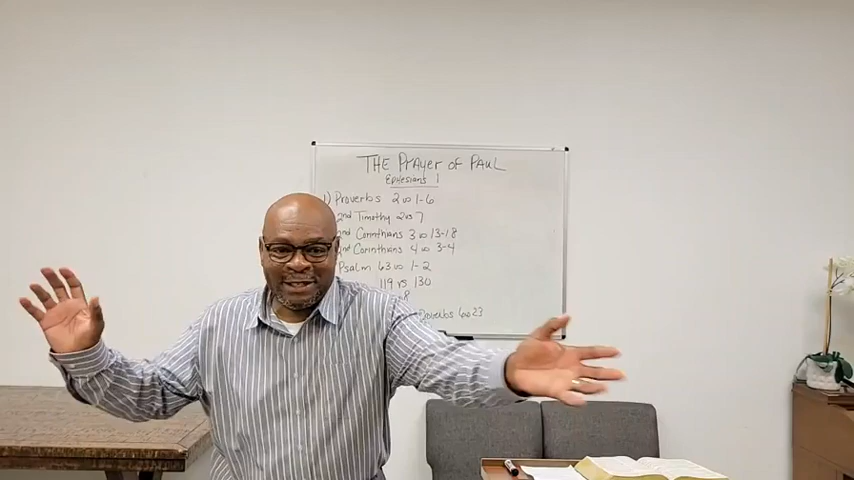 THE PRAYER OF PAUL
EPHESIANS 1
1) Proverbs 2 vs 1-6
2nd Timothy 2 vs 7
2nd Corinthians 3 vs 13-18
2nd Corinthians 4 vs 3-4
Psalm 63 vs 1-2
119 vs 130
Proverbs 6 vs 23